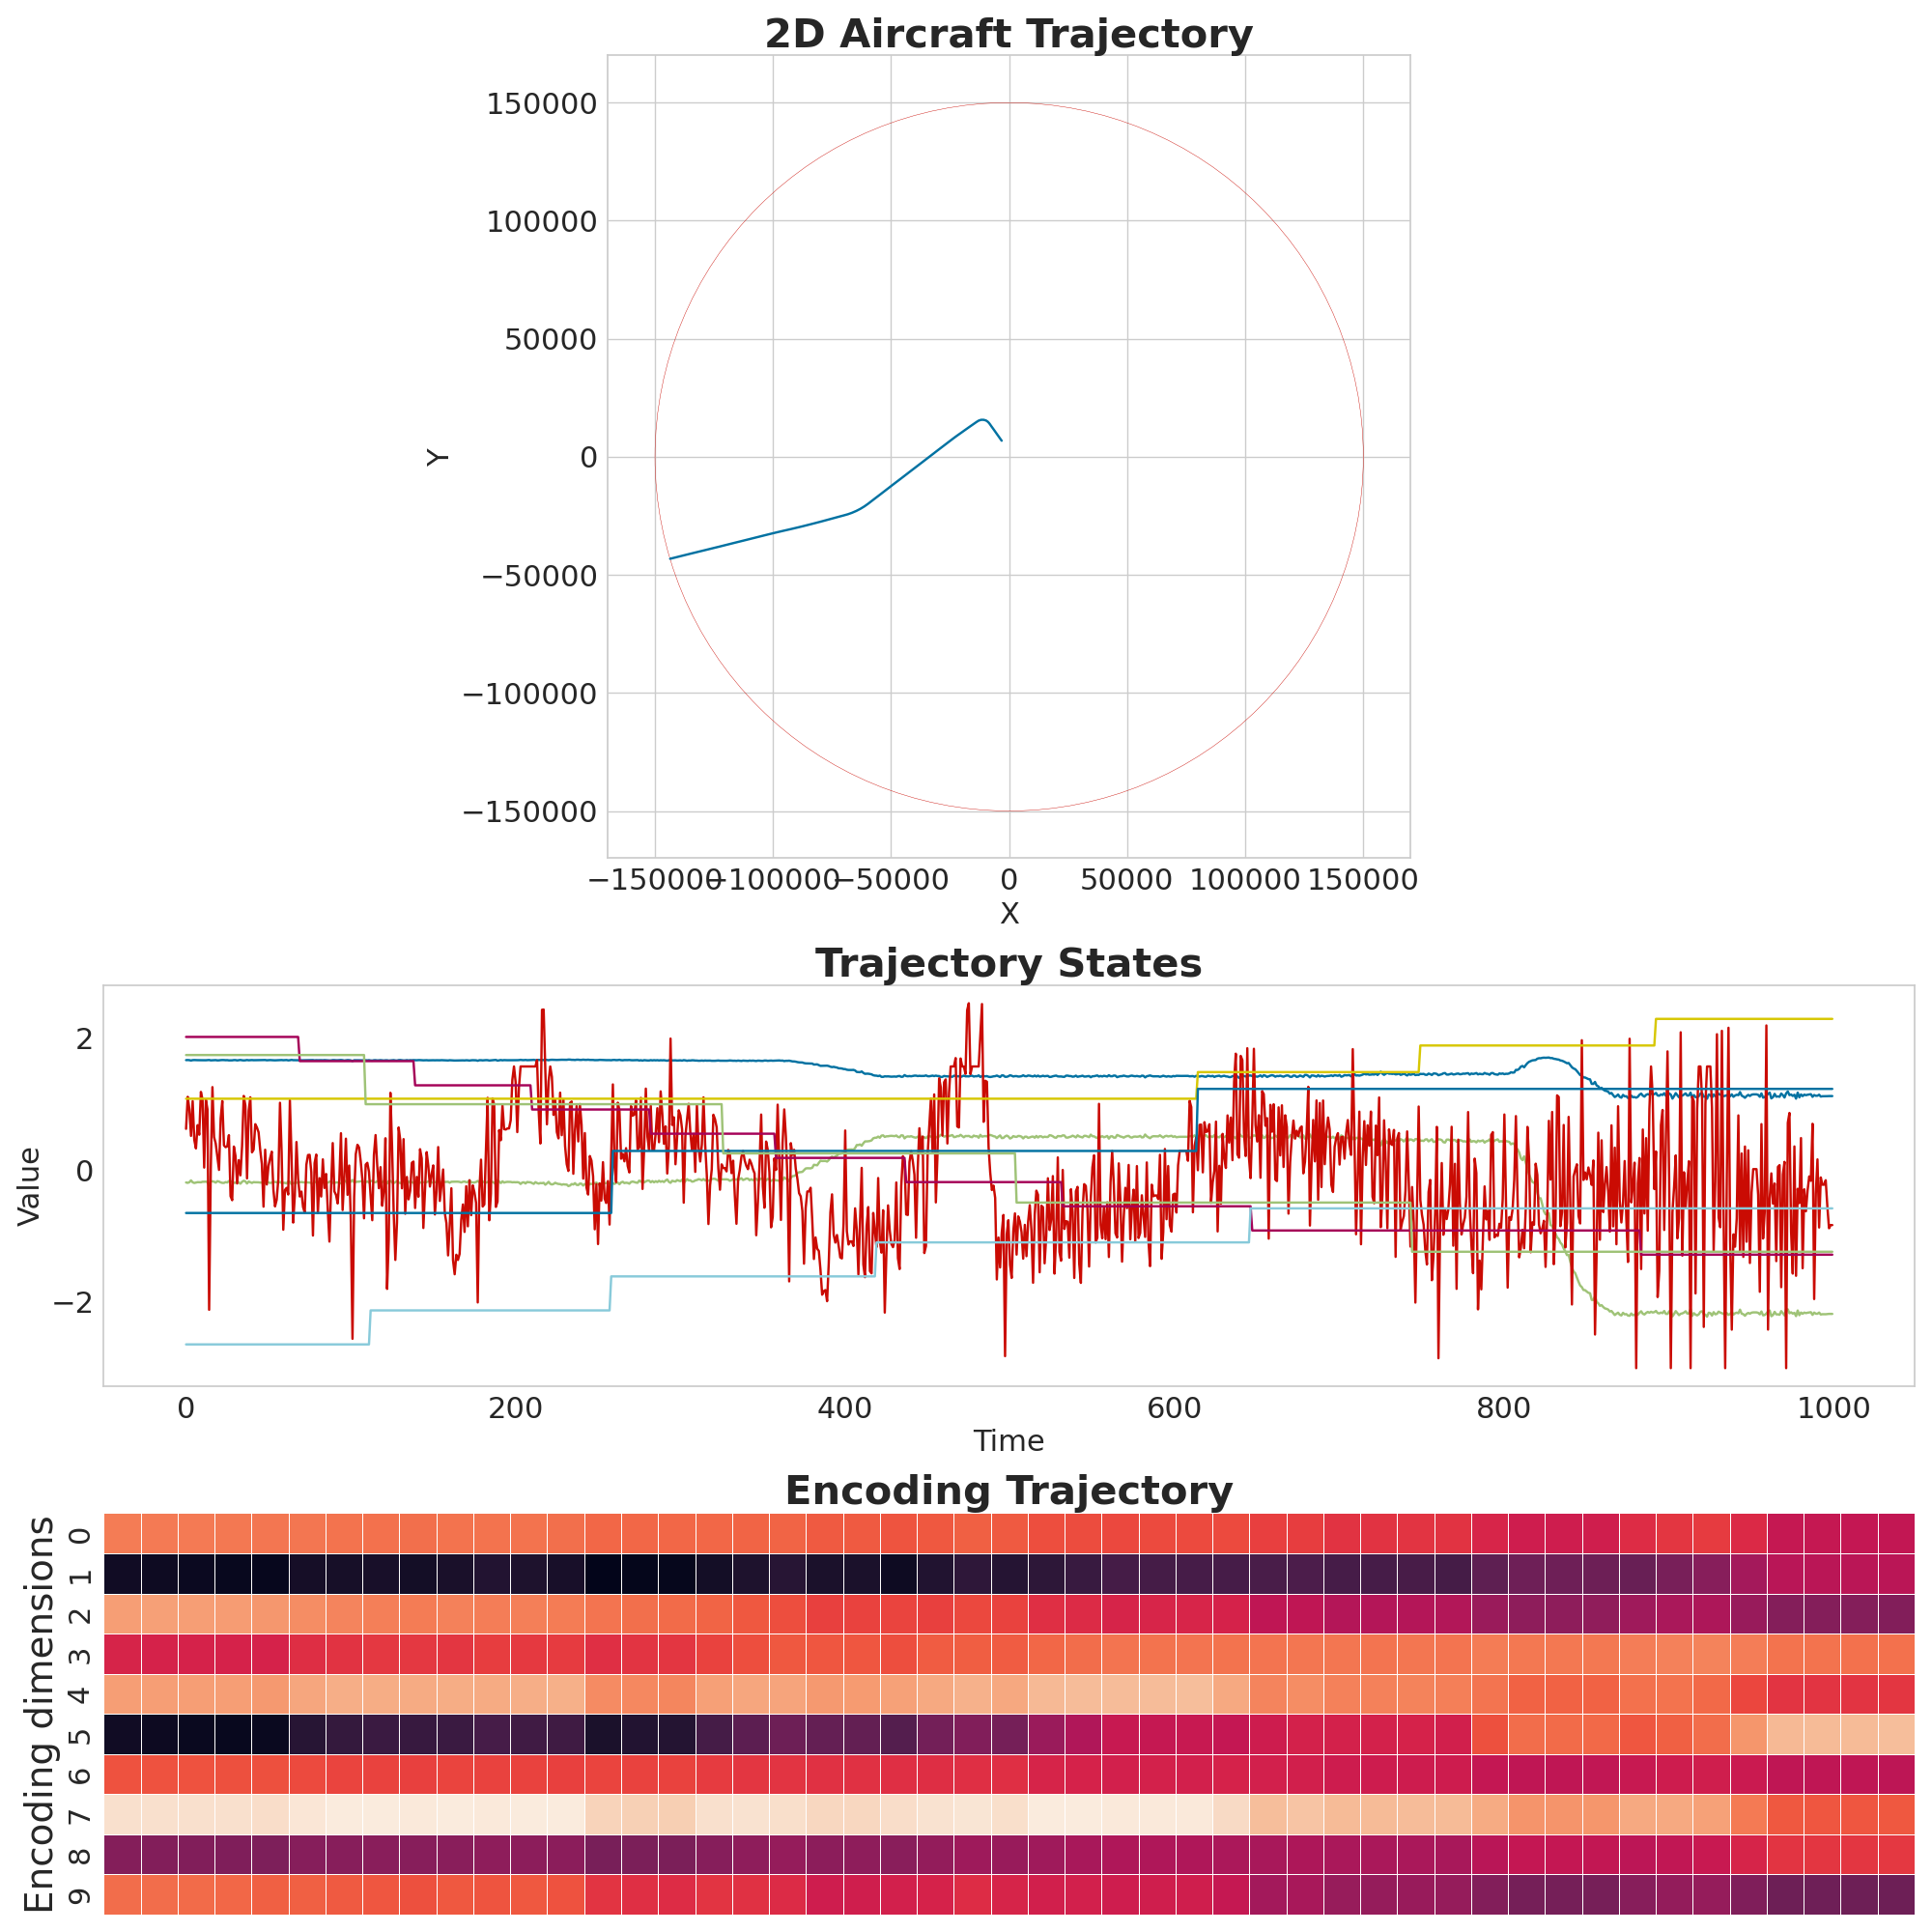 2D Aircraft Trajectory
150000
100000
50000
0
−50000
−100000
−150000
Y
−150000 −100000 −50000 0 50000 100000 150000
X
Trajectory States
2
0
−2
Value
0 200 400 600 800 1000
Time
Encoding Trajectory
Encoding dimensions
0
1
2
3
4
5
6
7
8
9